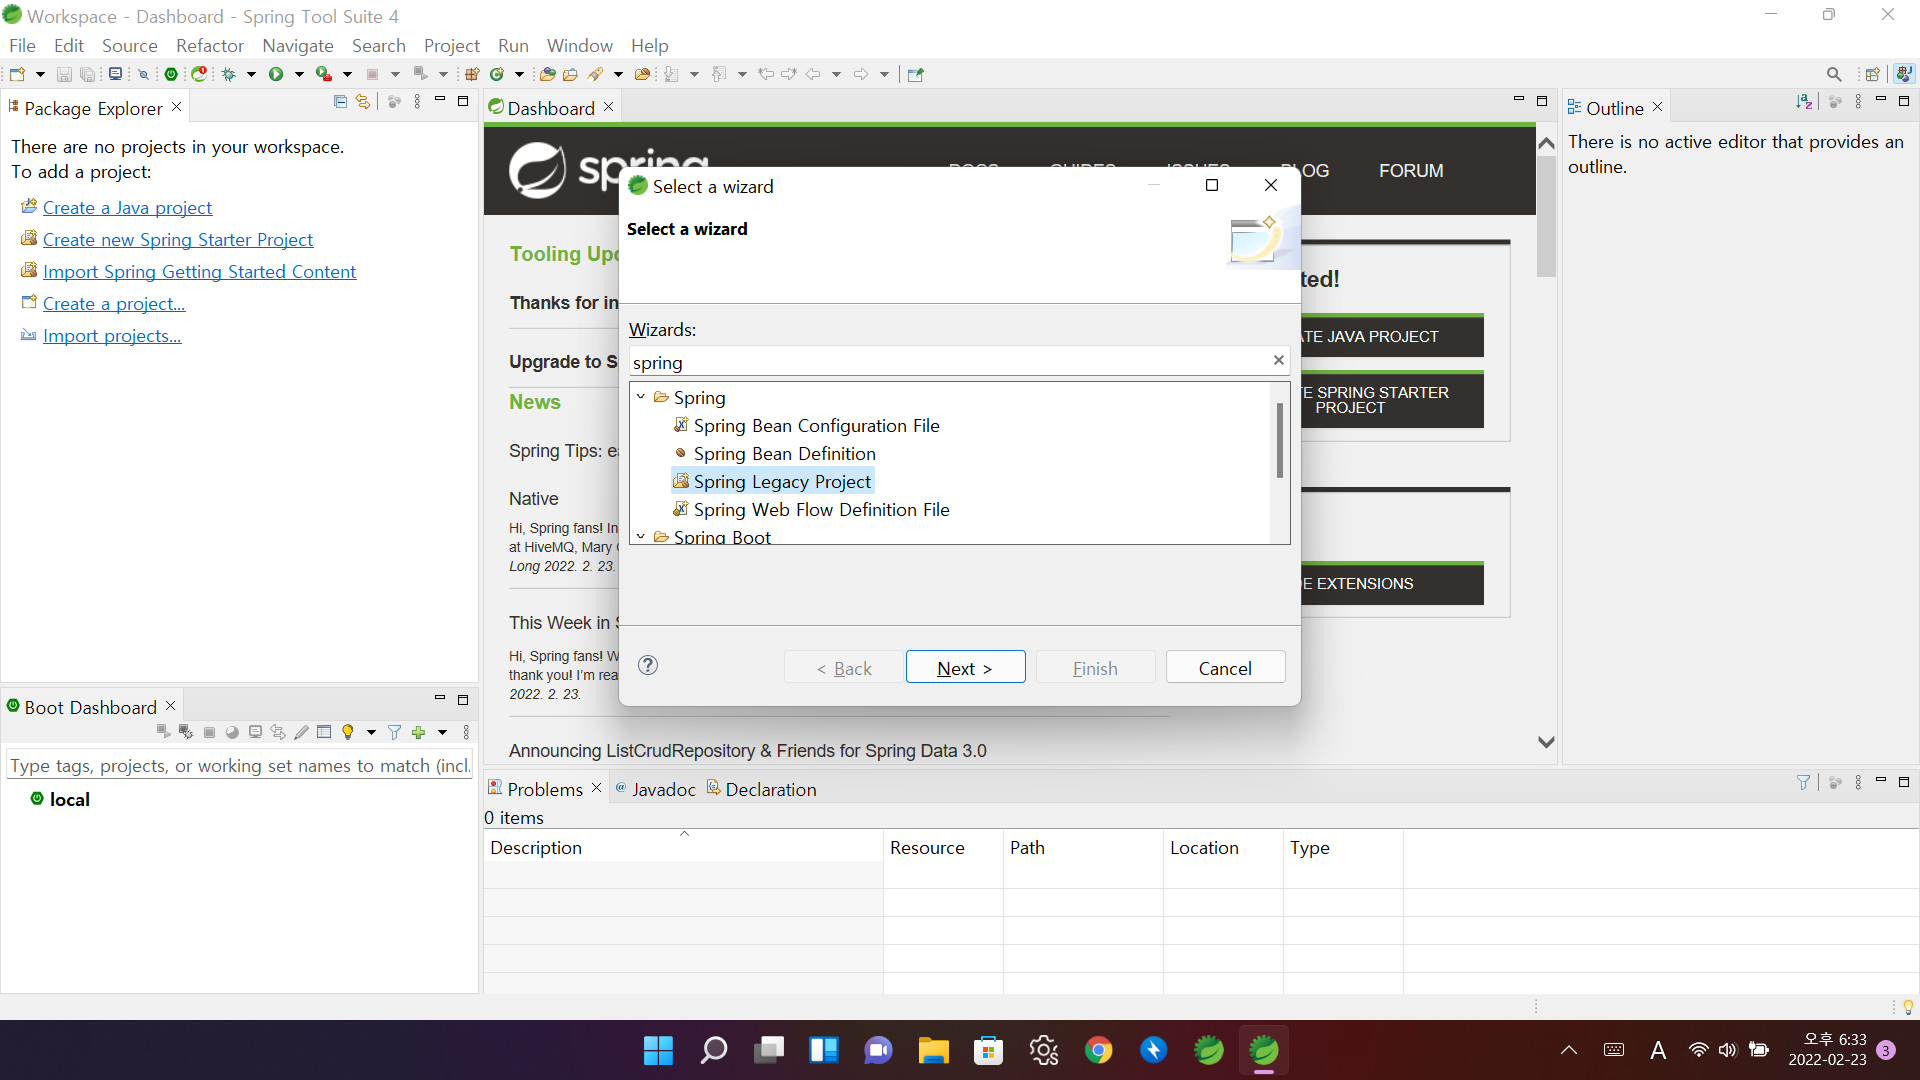 Workspace - Dashboard - Spring Tool Suite 4
File Edit Source Refactor Navigate Search Project Run Window Help
Package Explorer
There are no projects in your workspace.
To add a project:
Create a Java project
Create new Spring Starter Project
Import Spring Getting Started Content
Create a project...
Import projects...
Boot Dashboard
Type tags, projects, or working set names to match (incl.
local
Dashboard
spring
DOCS GUIDES ISSUES BLOG FORUM
Tooling
Thanks for
Upgrade to
News
Spring Tips:
Native
Hi, Spring fans! In
at HiveMQ, Mary
Long 2022. 2. 23.
This Week in
Hi, Spring fans!
thank you! I'm
2022. 2. 23.
Announcing ListCrudRepository & Friends for Spring Data 3.0
ted!
TE JAVA PROJECT
E SPRING STARTER
PROJECT
E EXTENSIONS
Select a wizard
Select a wizard
Wizards:
spring
Spring
Spring Bean Configuration File
Spring Bean Definition
Spring Legacy Project
Spring Web Flow Definition File
Spring Boot
< Back
Next >
Finish
Cancel
Outline
There is no active editor that provides an
outline.
Problems
Javadoc
Declaration
0 items
Description Resource Path Location Type
A
오후 6:33
2022-02-23
3